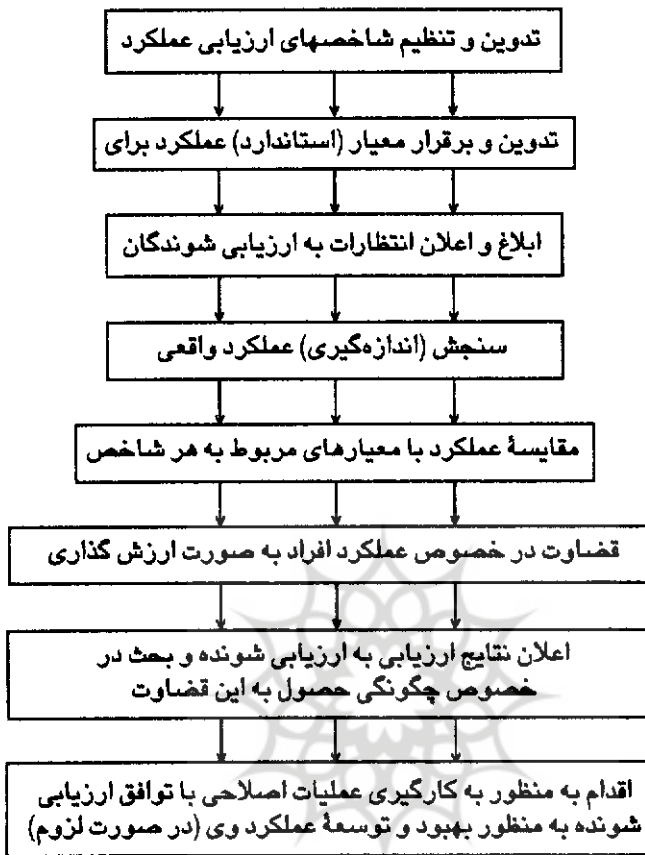 تدوین و تنظیم شاخصهای ارزیابی عملکرد
تدوین و برقرار معیار (استاندارد) عملکرد برای
ابلاغ و اعلان انتظارات به ارزیابی شوندگان
سنجش (اندازه‌گیری) عملکرد واقعی
مقایسهٔ عملکرد با معیارهای مربوط به هر شاخص
قضاوت در خصوص عملکرد افراد به صورت ارزش گذاری
اعلان نتایج ارزیابی به ارزیابی شونده و بحث در
خصوص چگونگی حصول به این قضاوت
اقدام به منظور به کارگیری عملیات اصلاحی با توافق ارزیابی
شونده به منظور بهبود و توسعهٔ عملکرد وی (در صورت لزوم)